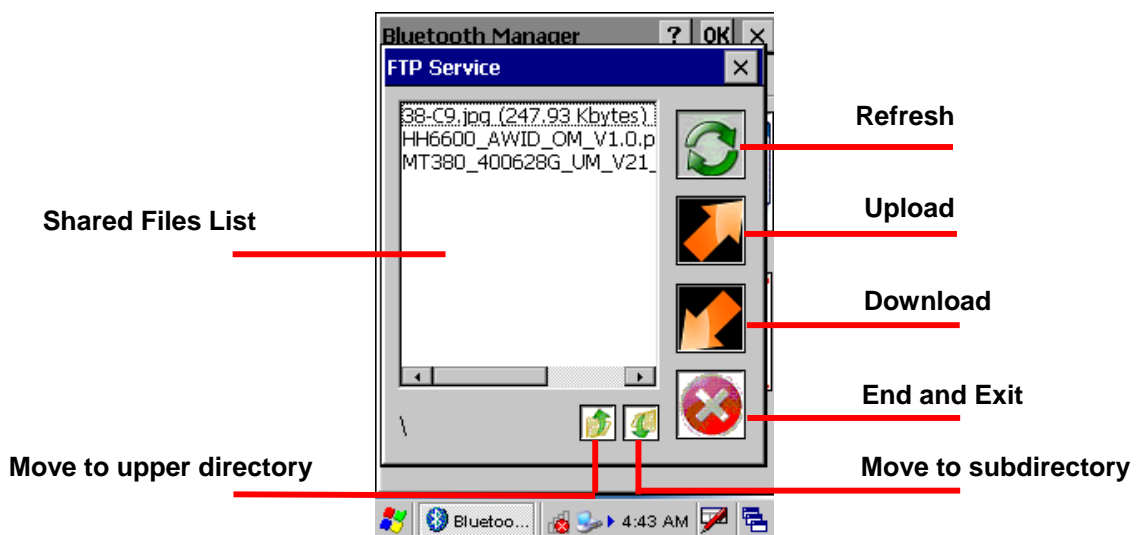 Bluetooth Manager ? OK ×
FTP Service ×
38-C9.jpg (247.93 Kbytes)
HH6600_AWID_OM_V1.0.p
MT380_400628G_UM_V21_
\
Refresh
Shared Files List
Upload
Download
End and Exit
Move to upper directory
Move to subdirectory
Bluetoo... 4:43 AM